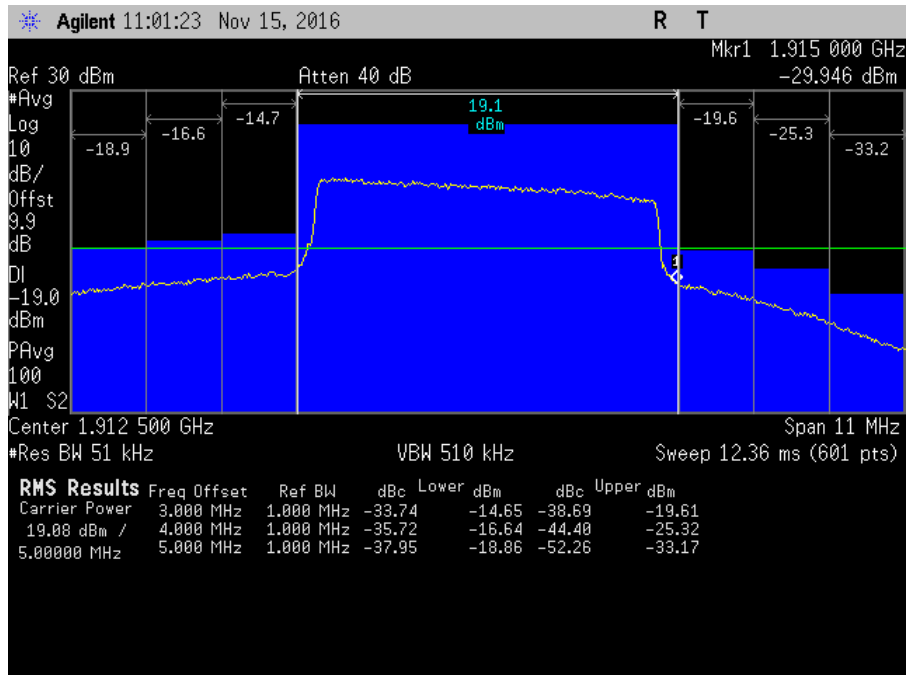 Agilent 11:01:23 Nov 15, 2016 R T
Mkr1 1.915 000 GHz
Ref 30 dBm Atten 40 dB −29.946 dBm
#Avg
Log
10
dB/
Offst
9.9
dB
DI
−19.0
dBm
PAvg
100
W1 S2
−18.9 −16.6 −14.7 19.1 dBm −19.6 −25.3 −33.2
1
Center 1.912 500 GHz Span 11 MHz
#Res BW 51 kHz VBW 510 kHz Sweep 12.36 ms (601 pts)
RMS Results Freq Offset Ref BW dBc Lower dBm dBc Upper dBm
Carrier Power 3.000 MHz 1.000 MHz −33.74 −14.65 −38.69 −19.61
19.08 dBm / 4.000 MHz 1.000 MHz −35.72 −16.64 −44.40 −25.32
5.00000 MHz 5.000 MHz 1.000 MHz −37.95 −18.86 −52.26 −33.17